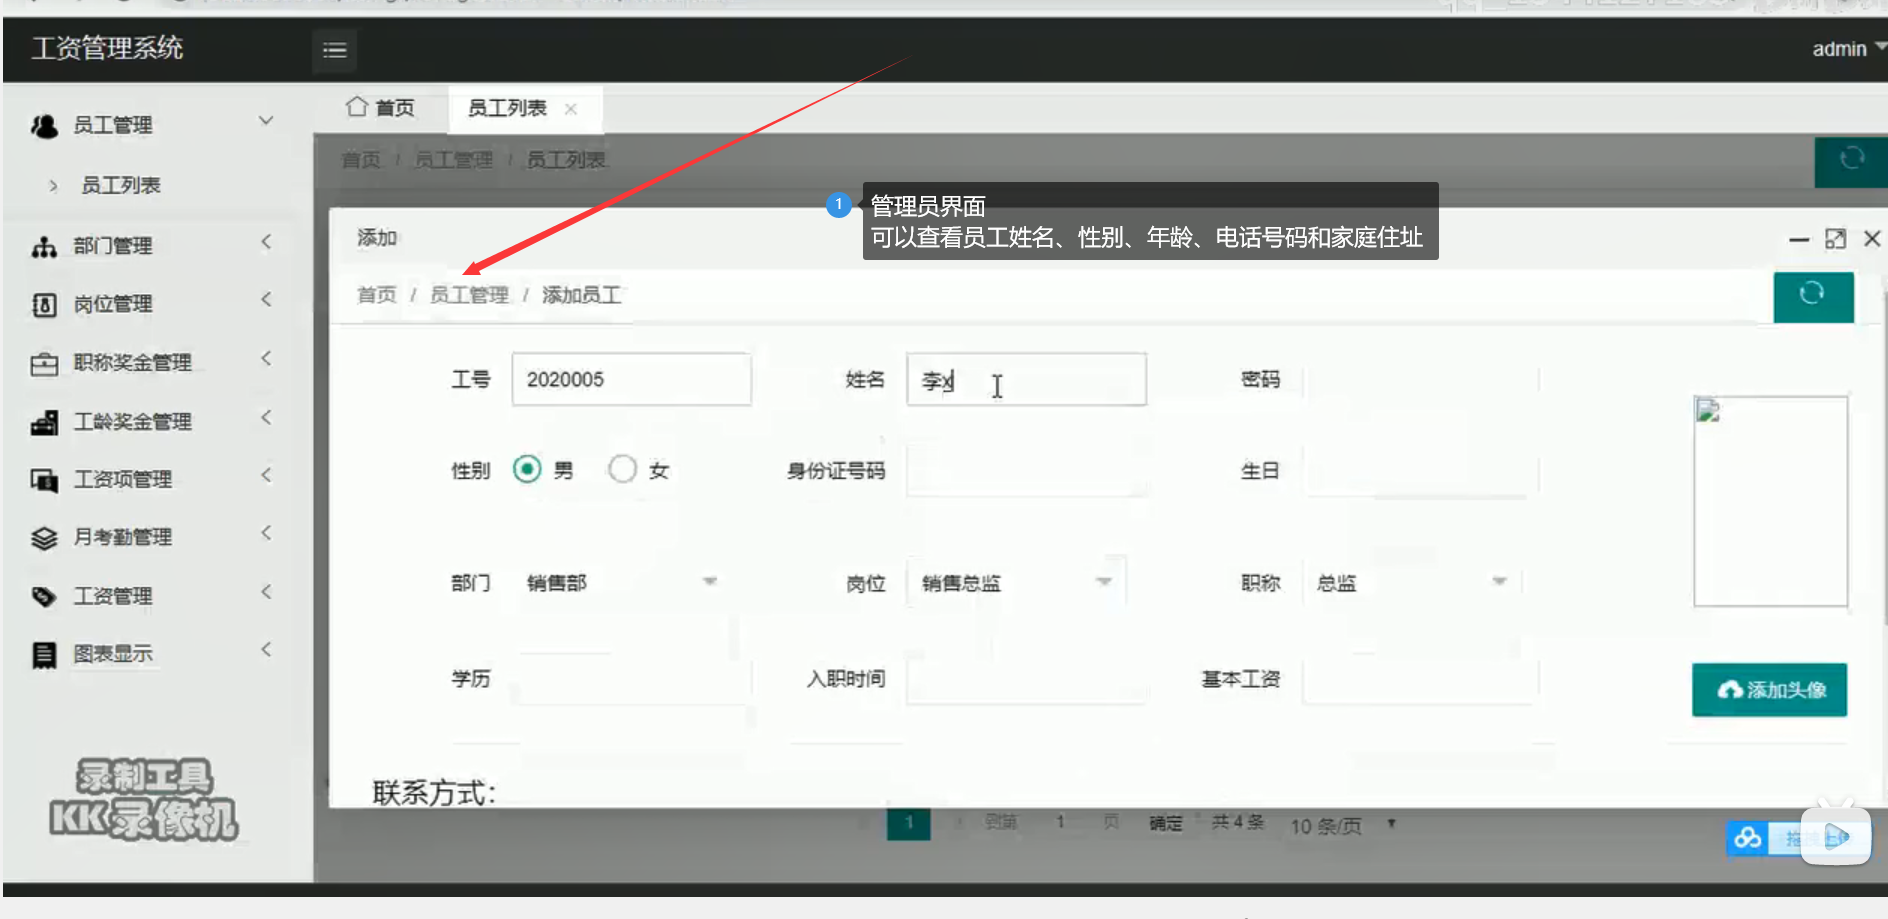 工资管理系统
admin
员工管理
员工列表
部门管理
岗位管理
职称奖金管理
工龄奖金管理
工资项管理
月考勤管理
工资管理
图表显示
录制工具
KK录像机
首页
员工列表
首页 / 员工管理 / 员工列表
1
管理员界面
可以查看员工姓名、性别、年龄、电话号码和家庭住址
添加
首页 / 员工管理 / 添加员工
工号 2020005 姓名 李x 密码
性别 男 女 身份证号码 生日
部门 销售部 岗位 销售总监 职称 总监
学历 入职时间 基本工资
添加头像
联系方式:
1 到第 1 页 确定 共 4 条 10 条/页